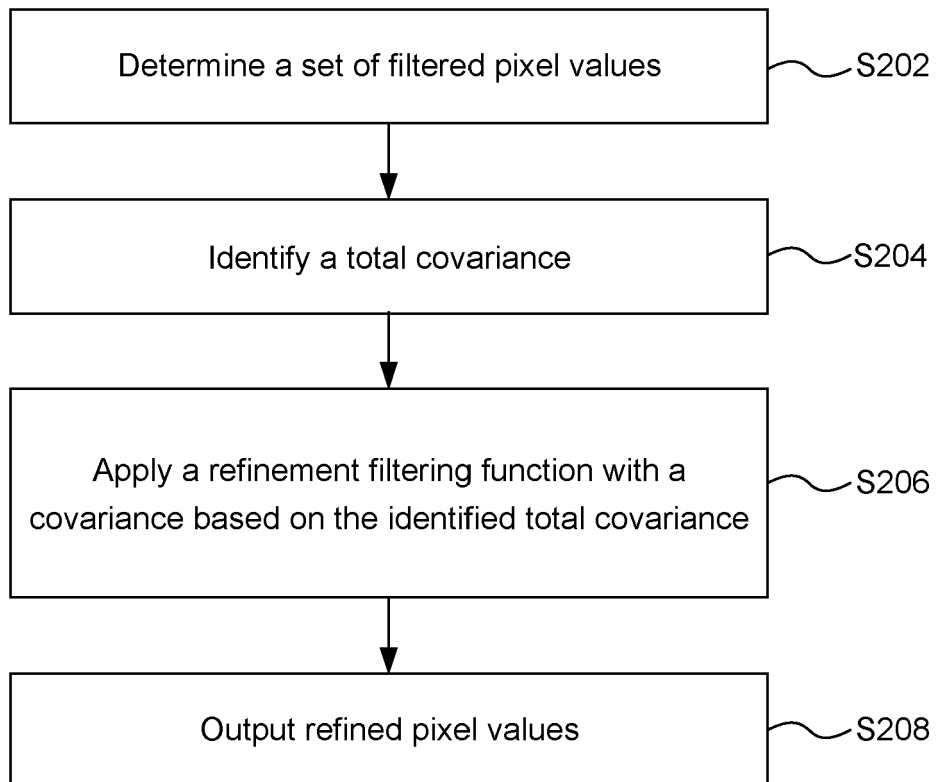 Determine a set of filtered pixel values
S202
Identify a total covariance
S204
Apply a refinement filtering function with a
covariance based on the identified total covariance
S206
Output refined pixel values
S208